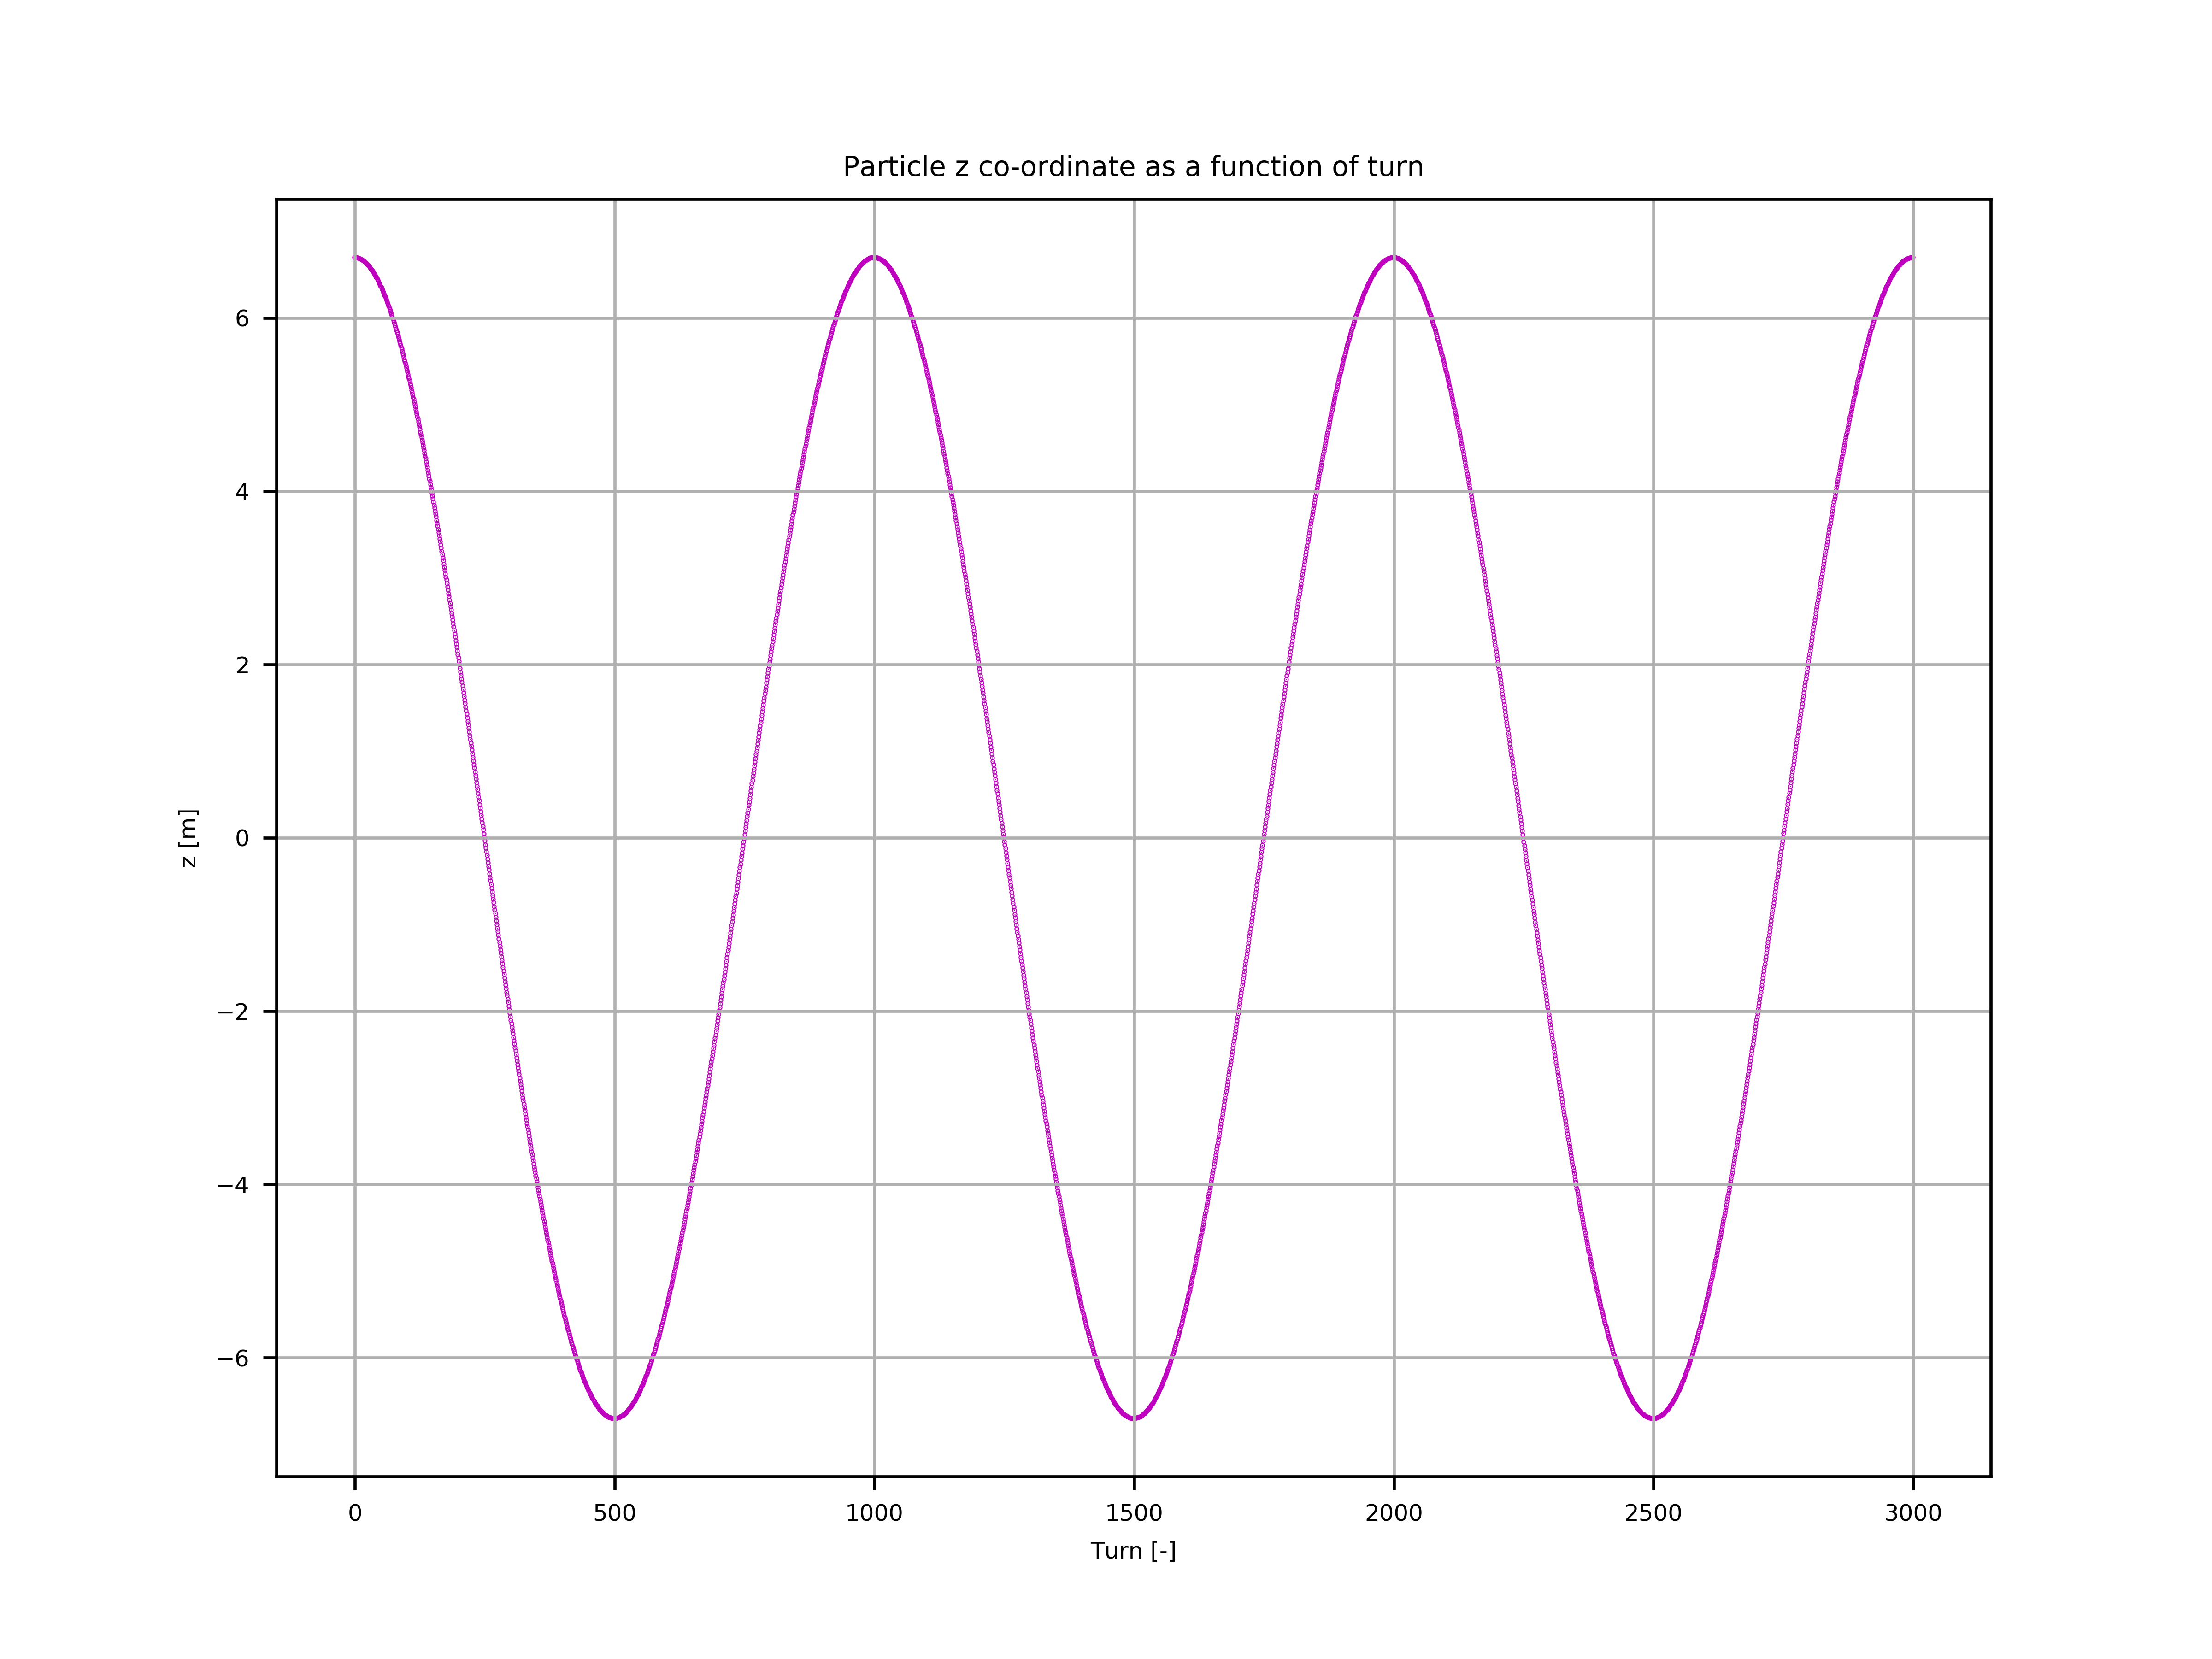 Particle z co-ordinate as a function of turn
6
4
2
0
−2
−4
−6
z [m]
0 500 1000 1500 2000 2500 3000
Turn [-]